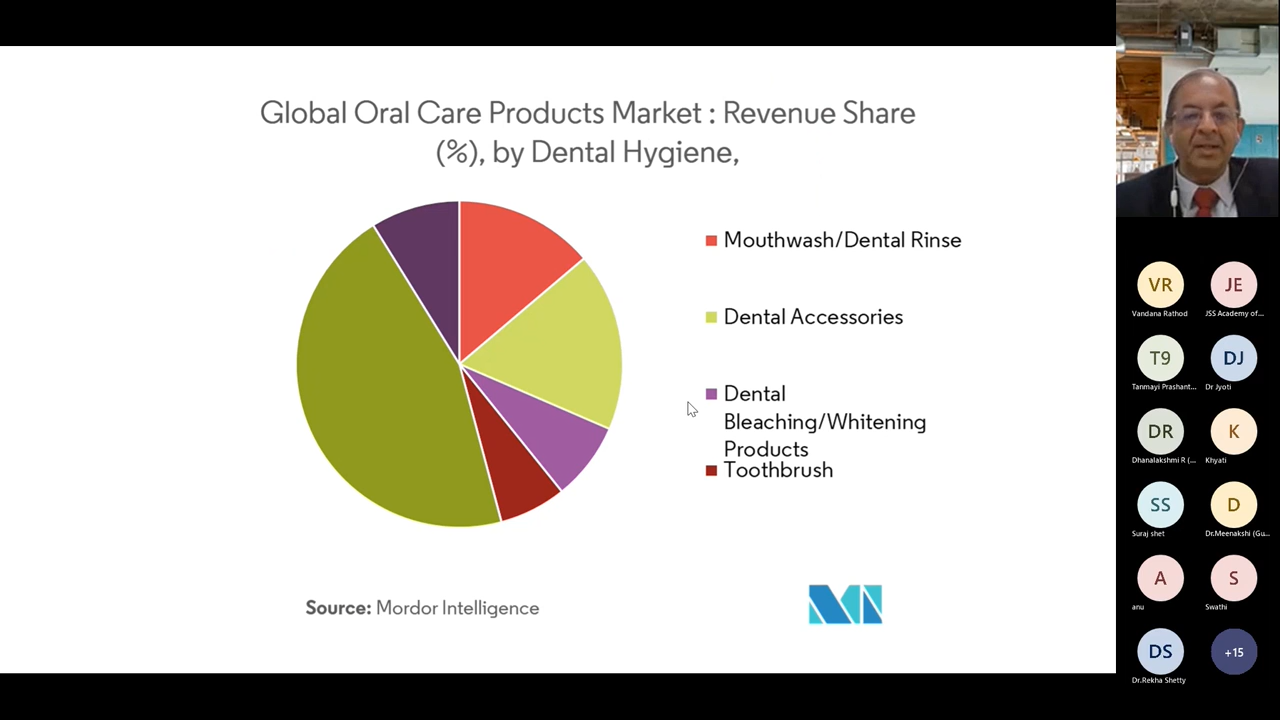 Global Oral Care Products Market : Revenue Share
(%), by Dental Hygiene,
Mouthwash/Dental Rinse
Dental Accessories
Dental
Bleaching/Whitening
Products
Toothbrush
Source: Mordor Intelligence
VR
Vandana Rathod
JE
JSS Academy of...
T9
Tanmayi Prashant...
DJ
Dr Jyoti
DR
Dhanalakshmi R (...
K
Khyati
SS
Suraj shet
D
Dr.Meenakshi (Gu...
A
anu
S
Swathi
DS
Dr.Rekha Shetty
+15